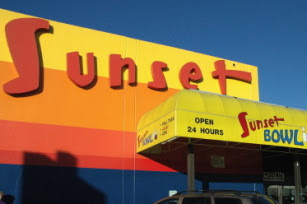 Sunset
OPEN
24 HOURS
Sunset
BOWL